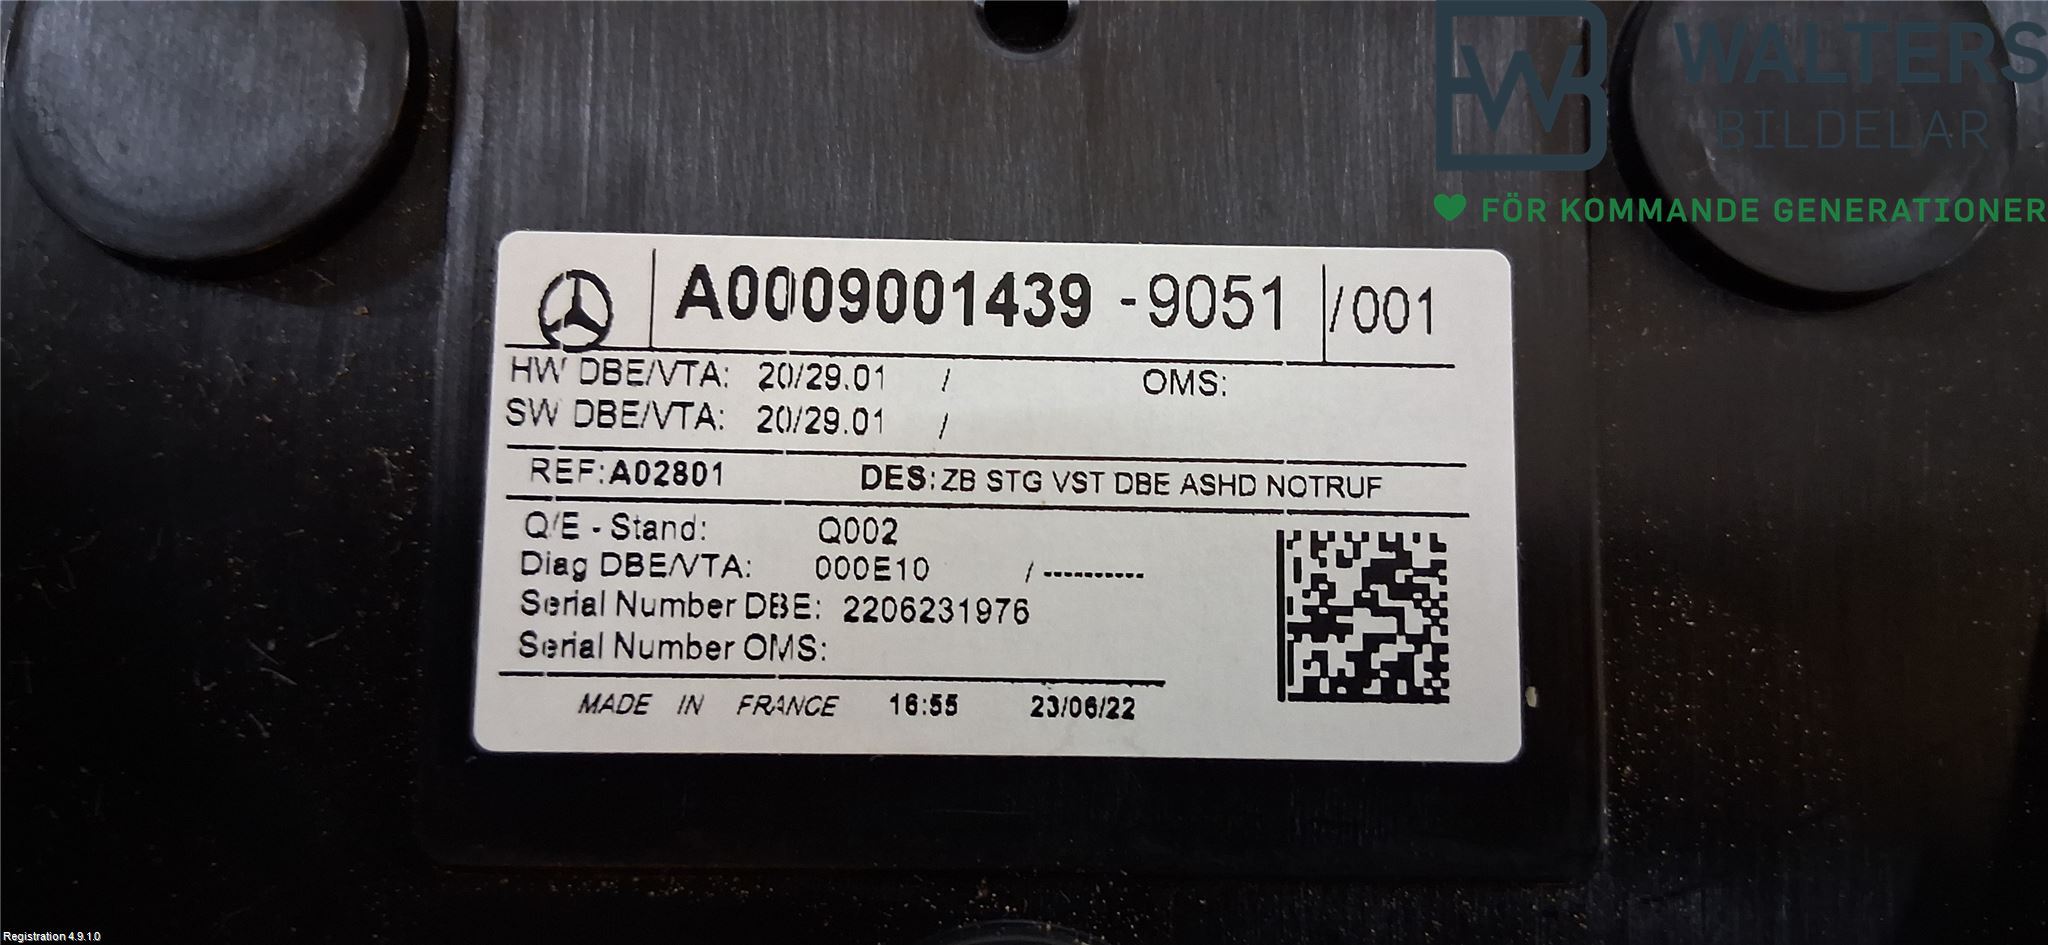 WALTERS
BILDELAR
FÖR KOMMANDE GENERATIONER
A0009001439 -9051 /001
HW DBE/VTA: 20/29.01 / OMS:
SW DBE/VTA: 20/29.01 /
REF:A02801 DES:ZB STG VST DBE ASHD NOTRUF
Q/E - Stand: Q002
Diag DBE/VTA: 000E10 /----------
Serial Number DBE: 2206231976
Serial Number OMS:
MADE IN FRANCE 16:55 23/06/22
Registration 4.9.1.0